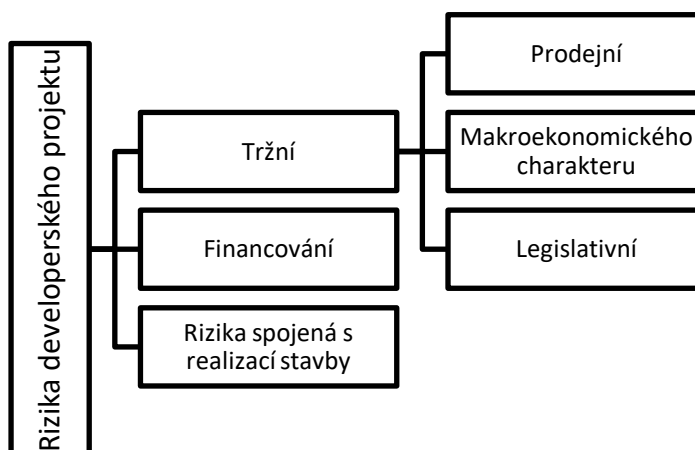 Rizika developerského projektu
Tržní
Financování
Rizika spojená s
realizací stavby
Prodejní
Makroekonomického
charakteru
Legislativní